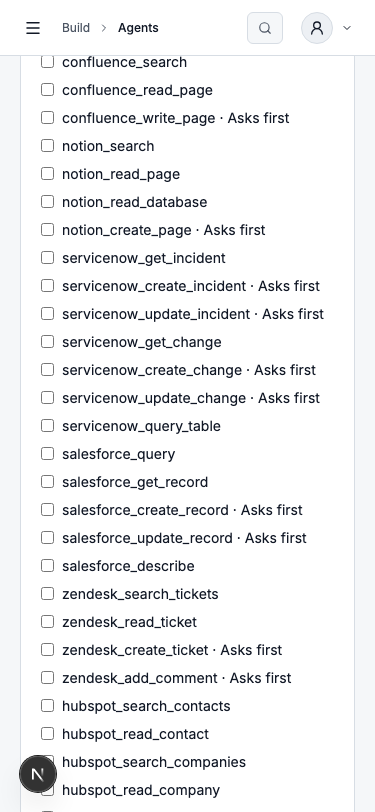 Build > Agents
confluence_search
confluence_read_page
confluence_write_page · Asks first
notion_search
notion_read_page
notion_read_database
notion_create_page · Asks first
servicenow_get_incident
servicenow_create_incident · Asks first
servicenow_update_incident · Asks first
servicenow_get_change
servicenow_create_change · Asks first
servicenow_update_change · Asks first
servicenow_query_table
salesforce_query
salesforce_get_record
salesforce_create_record · Asks first
salesforce_update_record · Asks first
salesforce_describe
zendesk_search_tickets
zendesk_read_ticket
zendesk_create_ticket · Asks first
zendesk_add_comment · Asks first
hubspot_search_contacts
hubspot_read_contact
hubspot_search_companies
N
hubspot_read_company